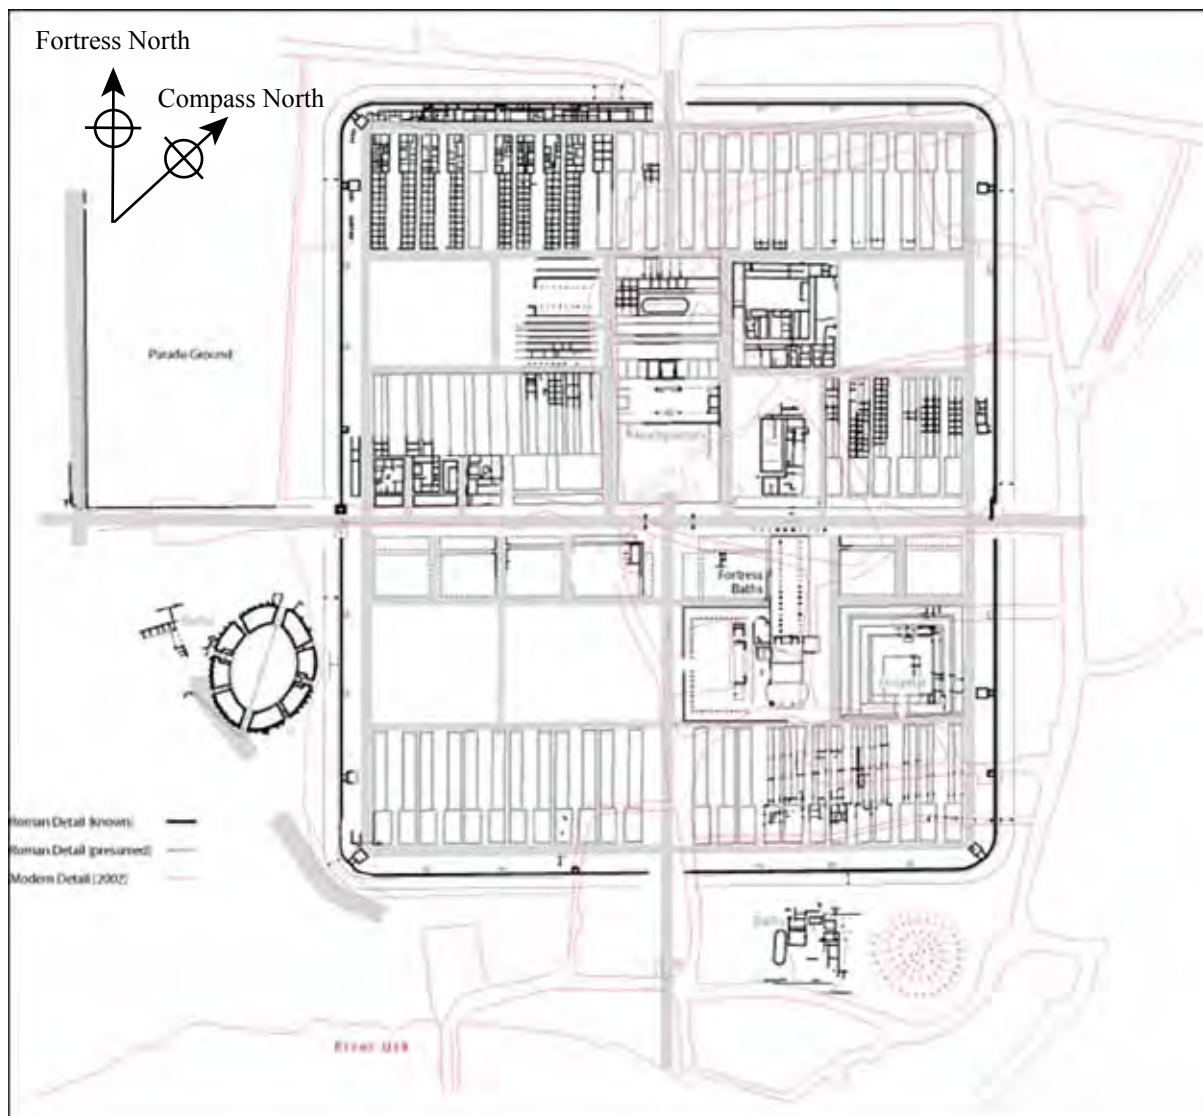 Fortress North
Compass North
Parade Ground
Headquarters
Fortress
Baths
Baths
Hospital
Roman Detail (known)
Roman Detail (presumed)
Modern Detail (2002)
Baths
River Usk